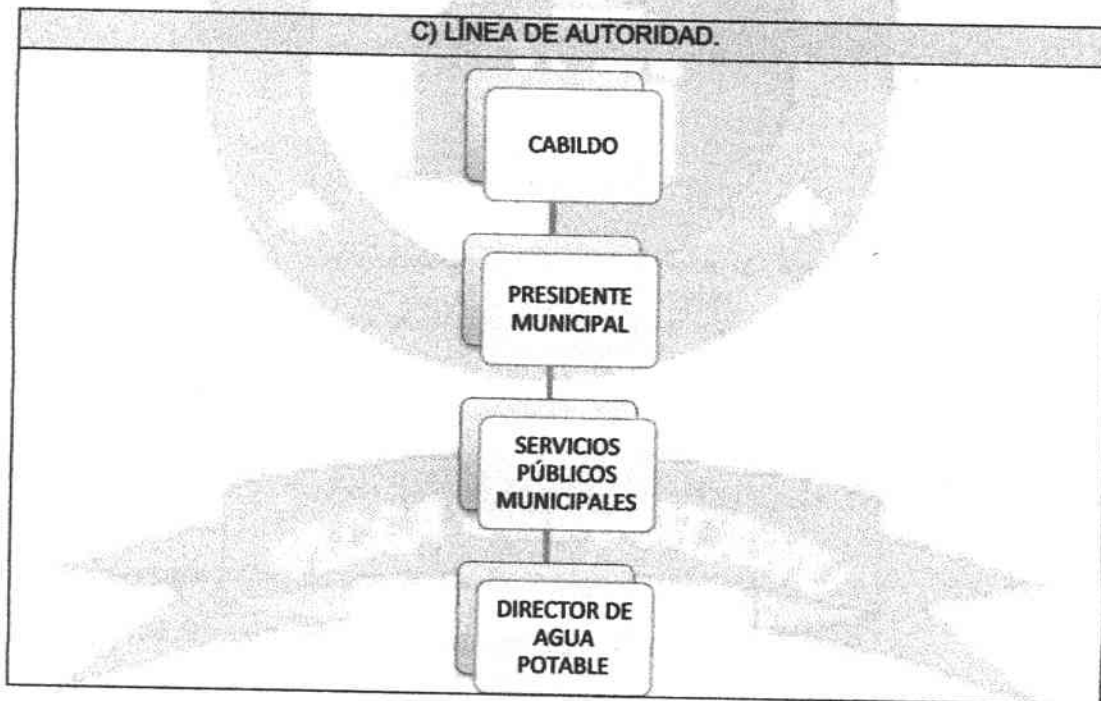 C) LÍNEA DE AUTORIDAD.
CABILDO
PRESIDENTE
MUNICIPAL
SERVICIOS
PÚBLICOS
MUNICIPALES
DIRECTOR DE
AGUA
POTABLE